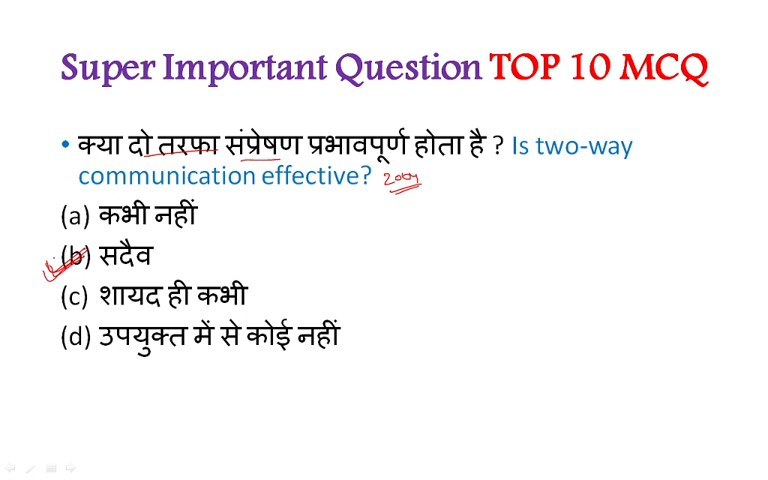 Super Important Question TOP 10 MCQ
• क्या दो तरफा संप्रेषण प्रभावपूर्ण होता है ? Is two-way
communication effective?
(a) कभी नहीं
(b) सदैव
(c) शायद ही कभी
(d) उपयुक्त में से कोई नहीं